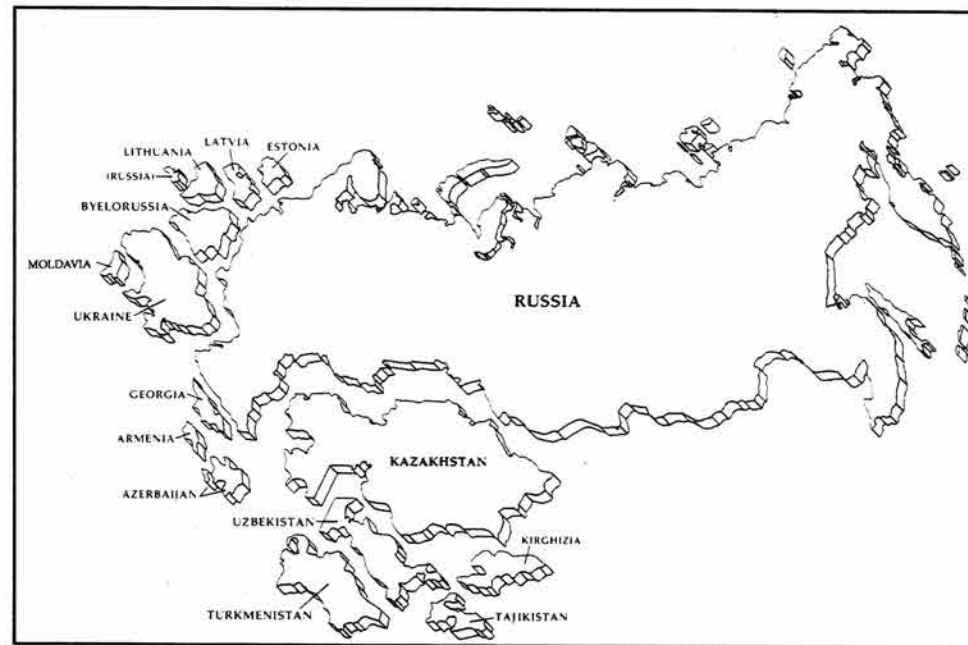 LATVIA
LITHUANIA
ESTONIA
(RUSSIA)
BYELORUSSIA
MOLDAVIA
UKRAINE
RUSSIA
GEORGIA
ARMENIA
KAZAKHSTAN
AZERBAIJAN
UZBEKISTAN
KIRGHIZIA
TURKMENISTAN
TAJIKISTAN